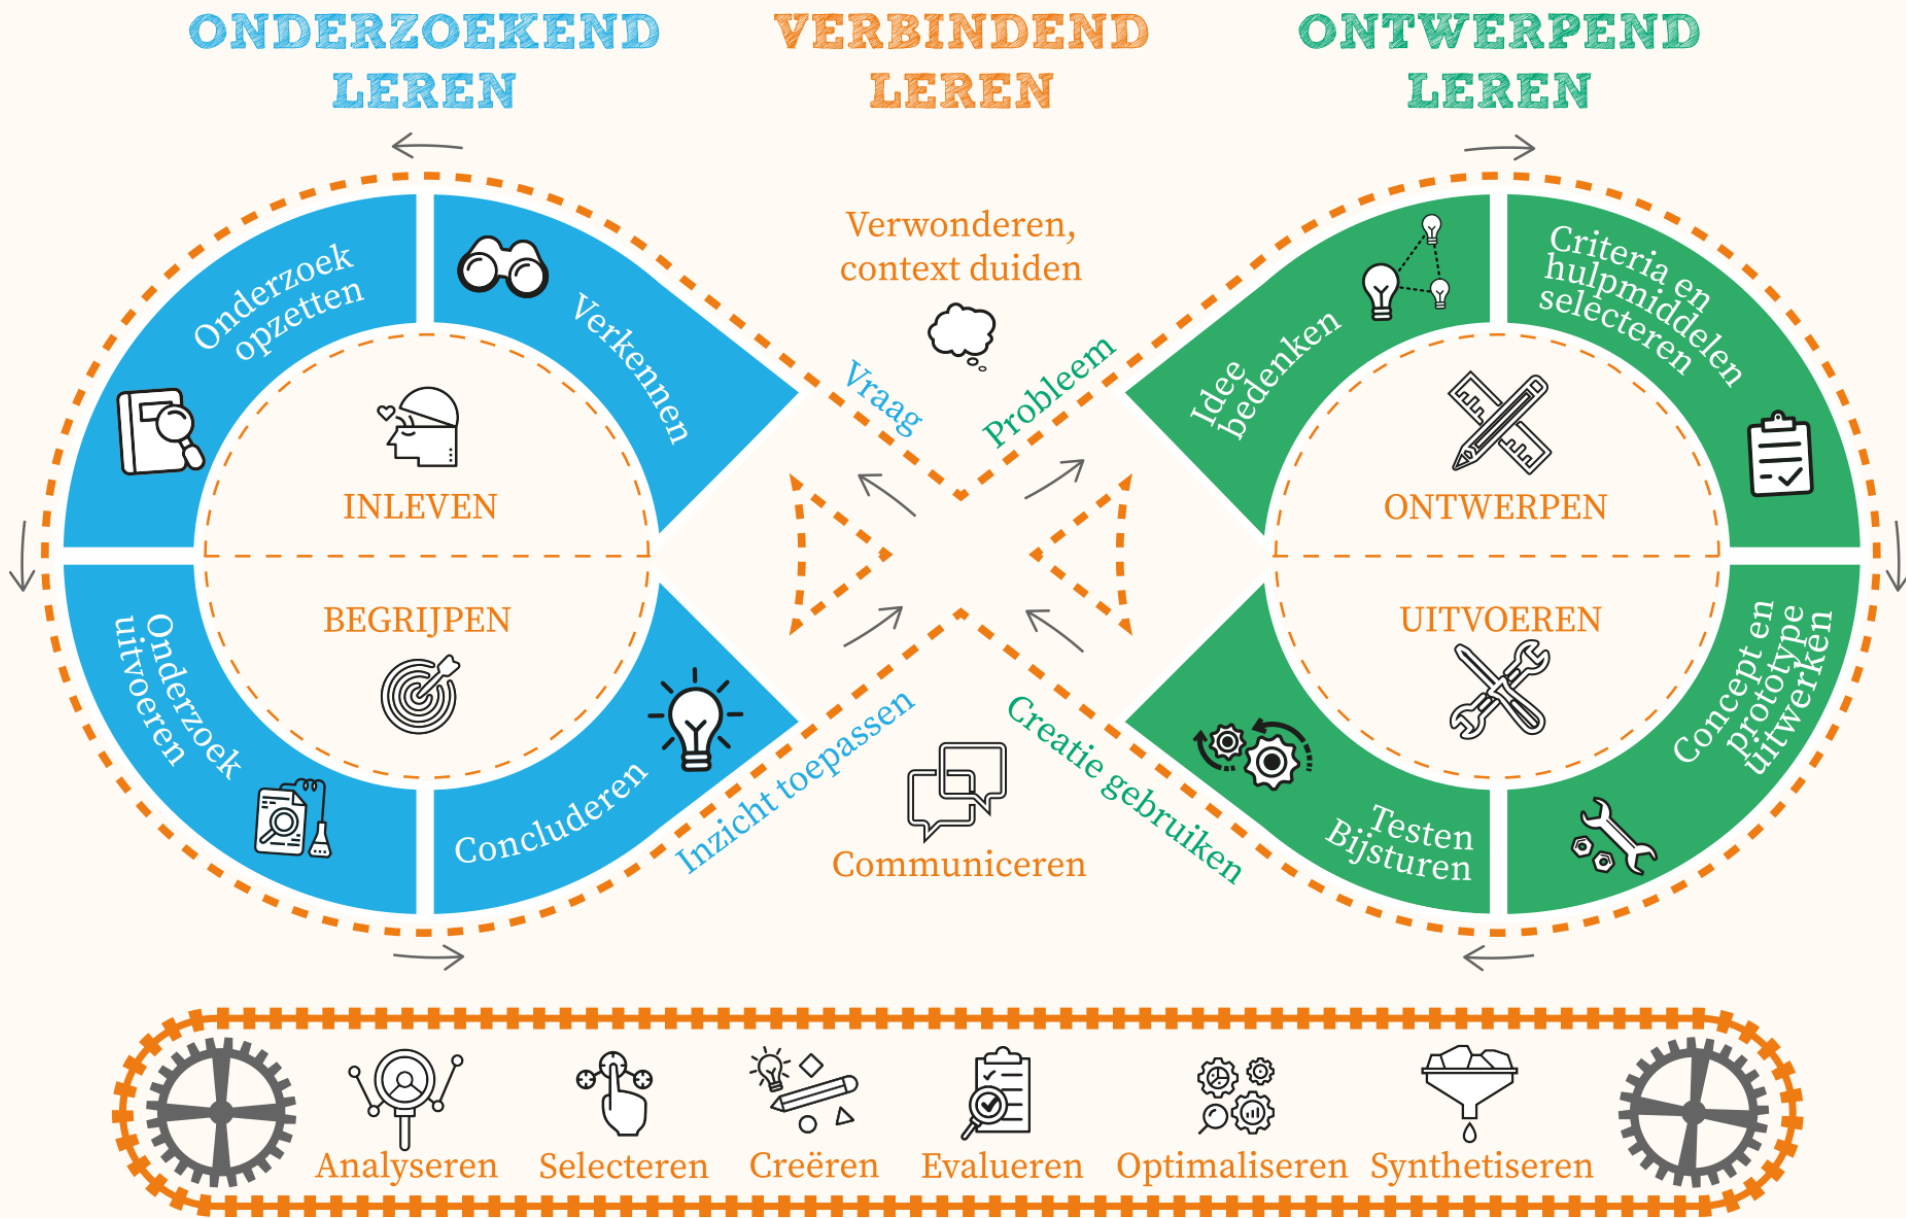 ONDERZOEKEND
LEREN
VERBINDEND
LEREN
ONTWERPEND
LEREN
Verwonderen,
context duiden
Vraag
Probleem
Verkennen
Onderzoek
opzetten
Onderzoek
uitvoeren
Concluderen
INLEVEN
BEGRIJPEN
Inzicht toepassen
Idee
bedenken
Criteria en
hulpmiddelen
selecteren
Concept en
prototype
uitwerken
Testen
Bijsturen
ONTWERPEN
UITVOEREN
Creatie gebruiken
Communiceren
Analyseren
Selecteren
Creëren
Evalueren
Optimaliseren
Synthetiseren